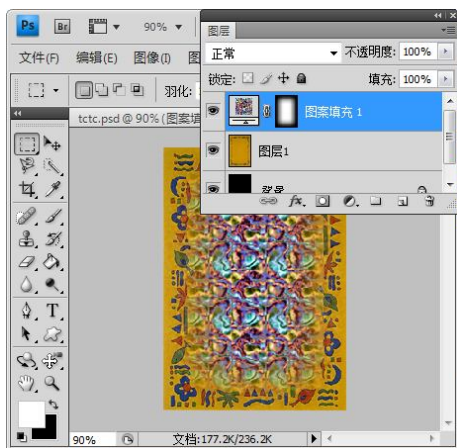 Ps Br 90%
文件(F) 编辑(E) 图像(I)
羽化:
tctc.psd @ 90% (图案填
图层
正常 不透明度: 100%
锁定: 填充: 100%
图案填充 1
图层1
背景
fx.
T.
90% 文档:177.2K/236.2K